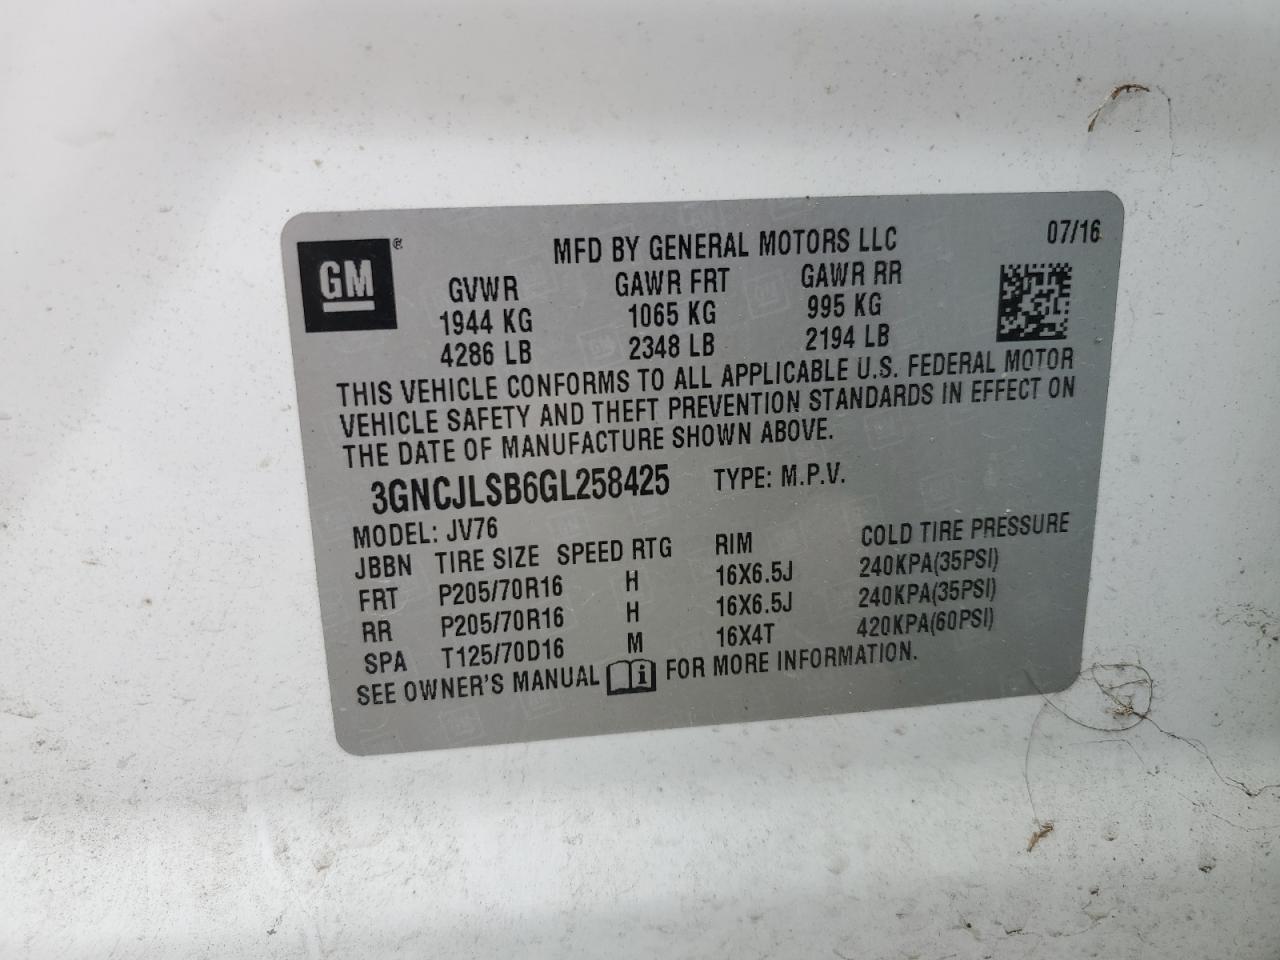 GM ®
MFD BY GENERAL MOTORS LLC 07/16
GVWR GAWR FRT GAWR RR
1944 KG 1065 KG 995 KG
4286 LB 2348 LB 2194 LB
THIS VEHICLE CONFORMS TO ALL APPLICABLE U.S. FEDERAL MOTOR
VEHICLE SAFETY AND THEFT PREVENTION STANDARDS IN EFFECT ON
THE DATE OF MANUFACTURE SHOWN ABOVE.
3GNCJLSB6GL258425 TYPE: M.P.V.
MODEL: JV76
JBBN TIRE SIZE SPEED RTG RIM COLD TIRE PRESSURE
FRT P205/70R16 H 16X6.5J 240KPA(35PSI)
RR P205/70R16 H 16X6.5J 240KPA(35PSI)
SPA T125/70D16 M 16X4T 420KPA(60PSI)
SEE OWNER'S MANUAL i FOR MORE INFORMATION.